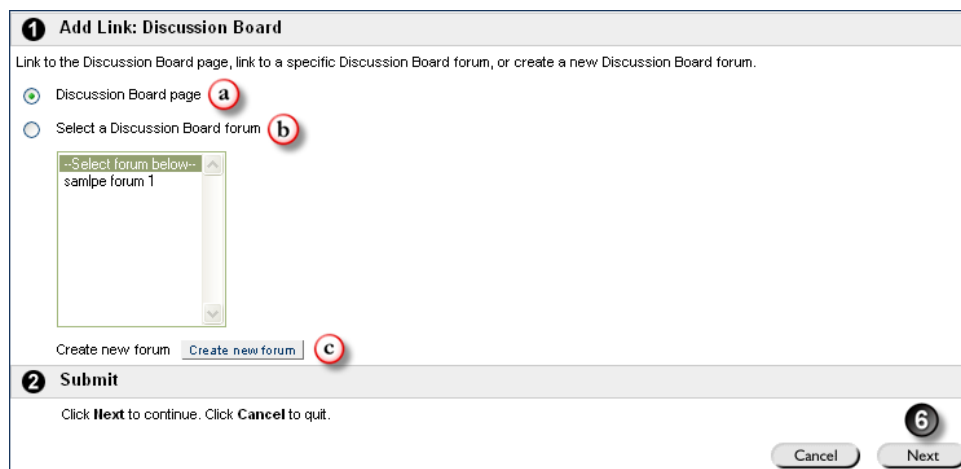 1 Add Link: Discussion Board
Link to the Discussion Board page, link to a specific Discussion Board forum, or create a new Discussion Board forum.
Discussion Board page a
Select a Discussion Board forum b
--Select forum below--
samlpe forum 1
Create new forum Create new forum c
2 Submit
Click Next to continue. Click Cancel to quit.
6
Cancel Next